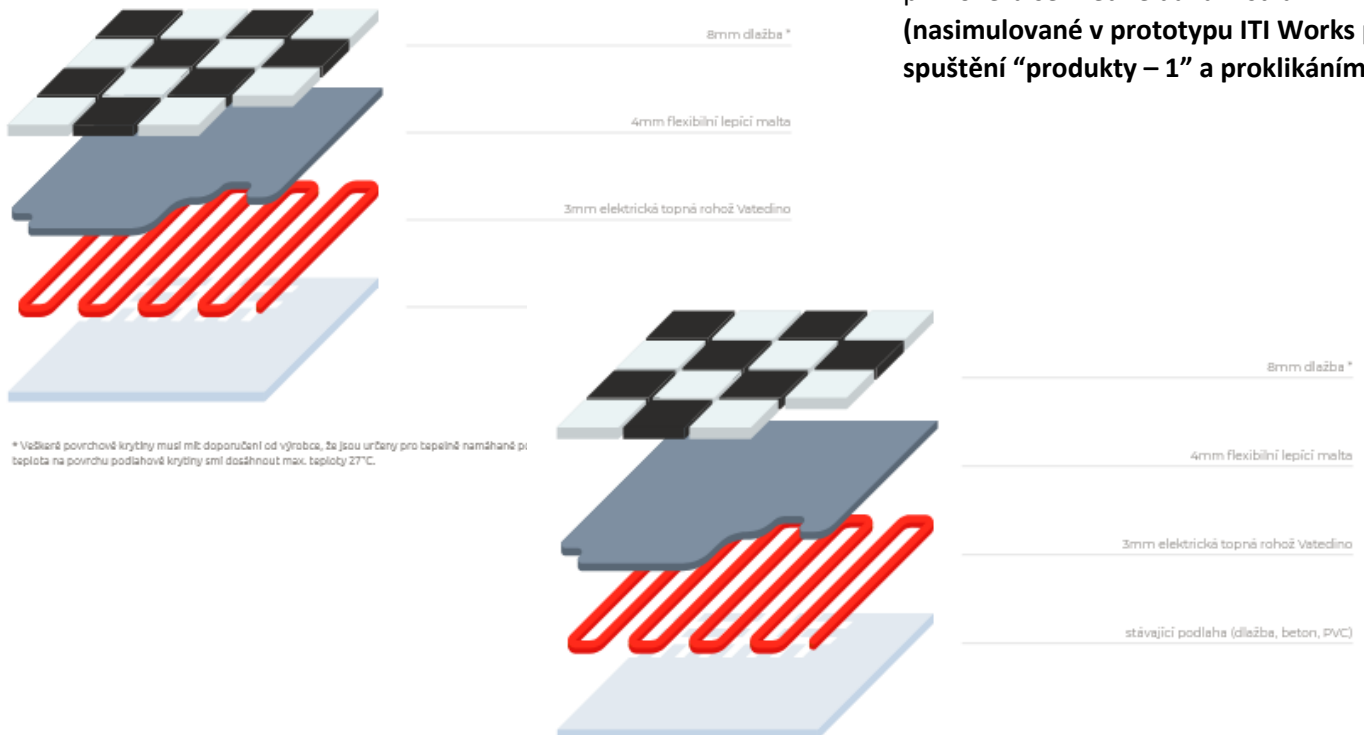 (nasimulované v prototypu ITI Works
spuštění “produkty – 1” a proklikáním
8mm dlažba *
4mm flexibilní lepící malta
3mm elektrická topná rohož Vatedino
* Veškeré povrchové krytiny musí mít doporučení od výrobce, že jsou určeny pro tepelně namáhané
teplota na povrchu podlahové krytiny smí dosáhnout max. teploty 27°C.
8mm dlažba *
4mm flexibilní lepící malta
3mm elektrická topná rohož Vatedino
stávající podlaha (dlažba, beton, PVC)